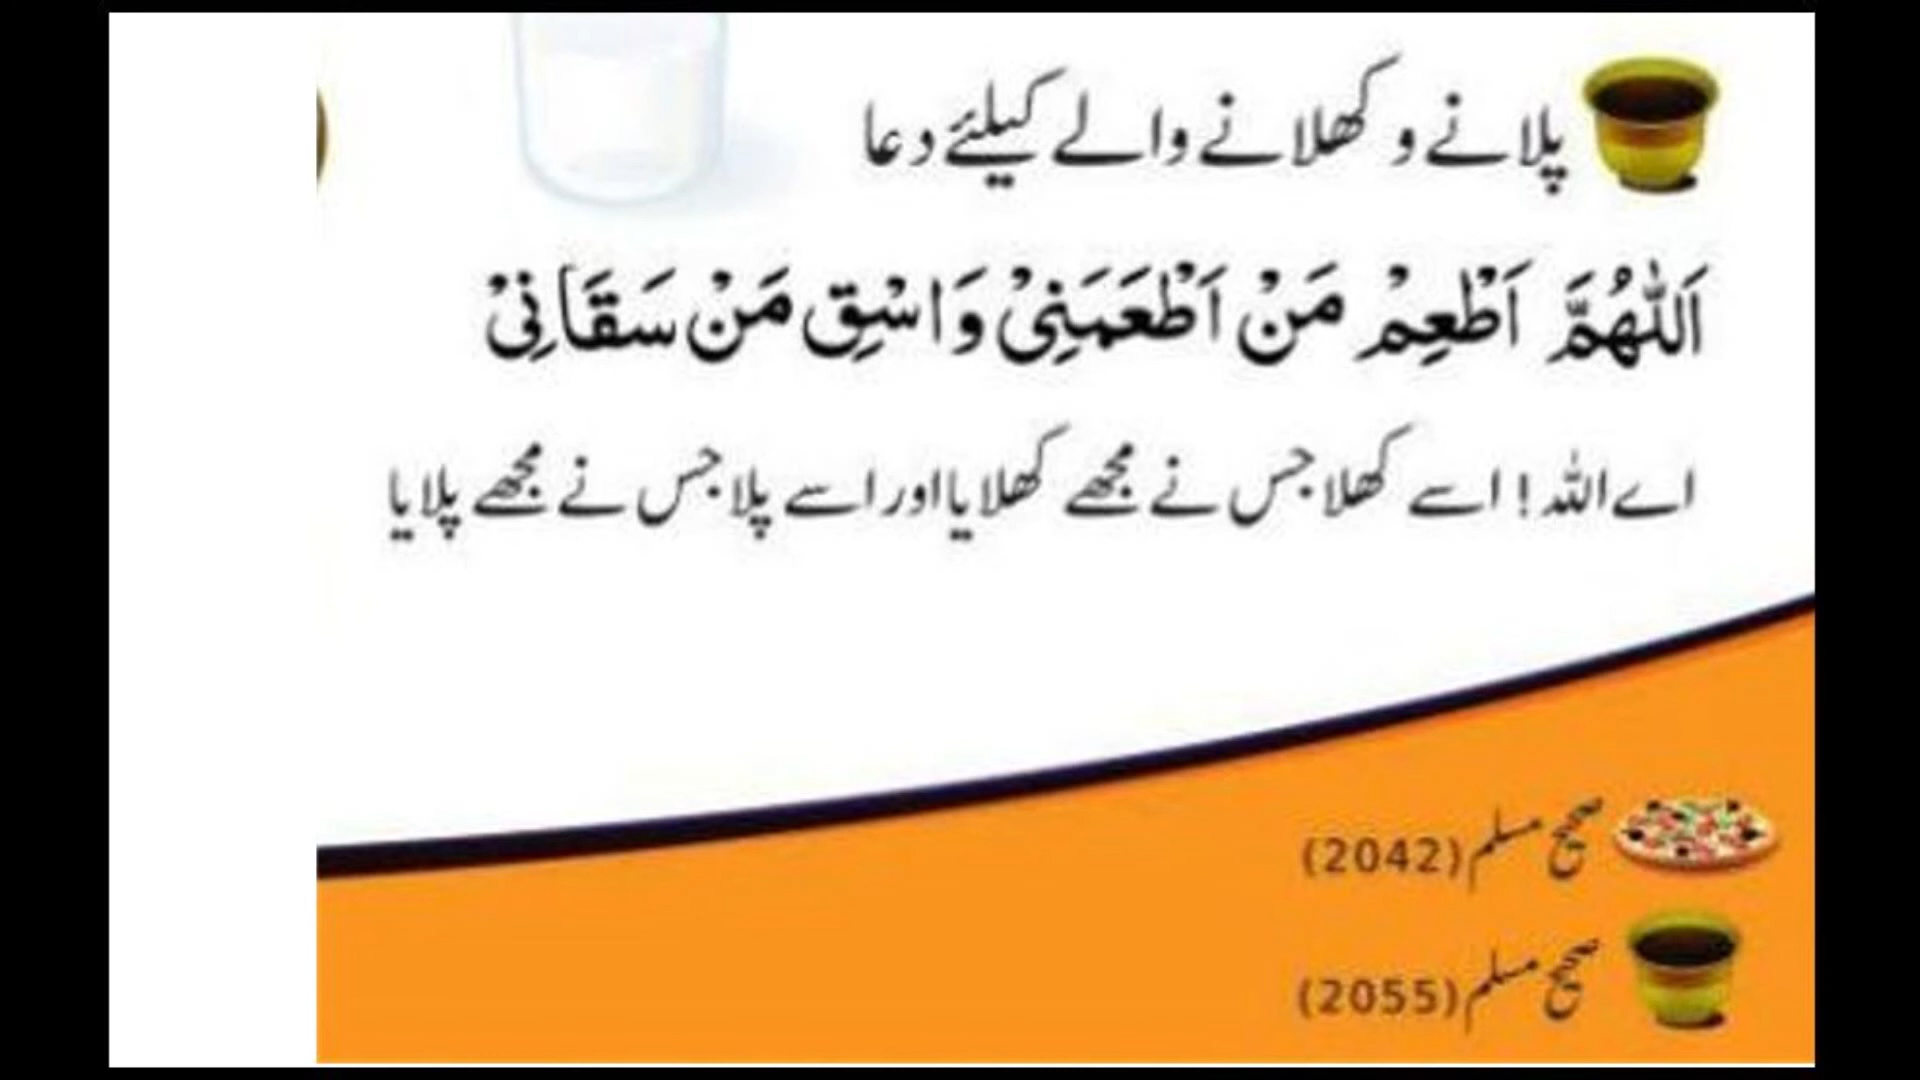 پلانے و کھلانے والے کیلئے دعا
اَللّٰهُمَّ اَطْعِمْ مَنْ اَطْعَمَنِیْ وَاسْقِ مَنْ سَقَانِیْ
اے اللہ! اسے کھلا جس نے مجھے کھلایا اور اسے پلا جس نے مجھے پلایا
صحیح مسلم (2042)
صحیح مسلم (2055)